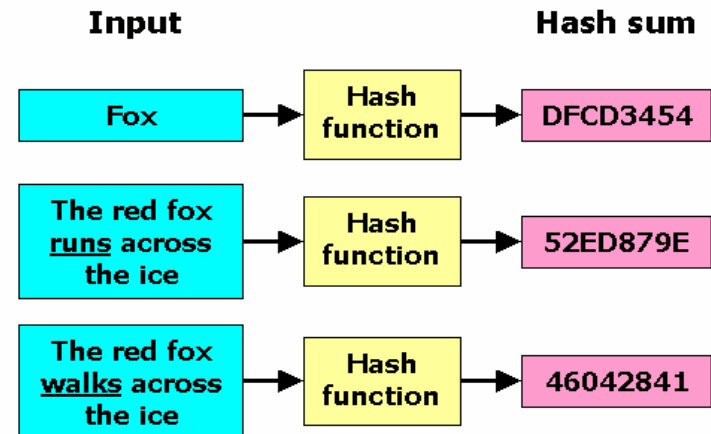 Input
Hash sum
Fox
Hash
function
DFCD3454
The red fox
runs across
the ice
Hash
function
52ED879E
The red fox
walks across
the ice
Hash
function
46042841